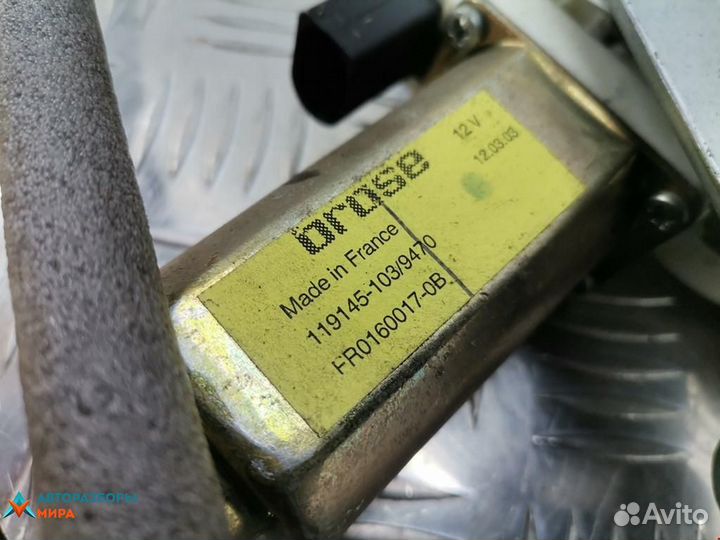 brose
12 V
12.03.03
Made in France
119145-103/9470
FR0160017-0B
АВТОРАЗБОРЫ
МИРА
Avito